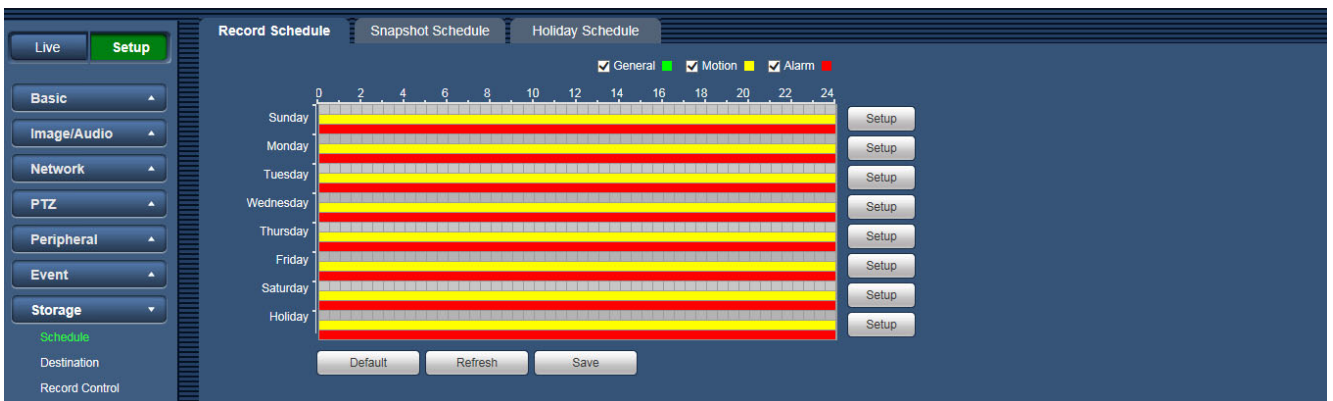 Live Setup
Basic
Image/Audio
Network
PTZ
Peripheral
Event
Storage
Schedule
Destination
Record Control
Record Schedule Snapshot Schedule Holiday Schedule
General Motion Alarm
0 2 4 6 8 10 12 14 16 18 20 22 24
Sunday Setup
Monday Setup
Tuesday Setup
Wednesday Setup
Thursday Setup
Friday Setup
Saturday Setup
Holiday Setup
Default Refresh Save